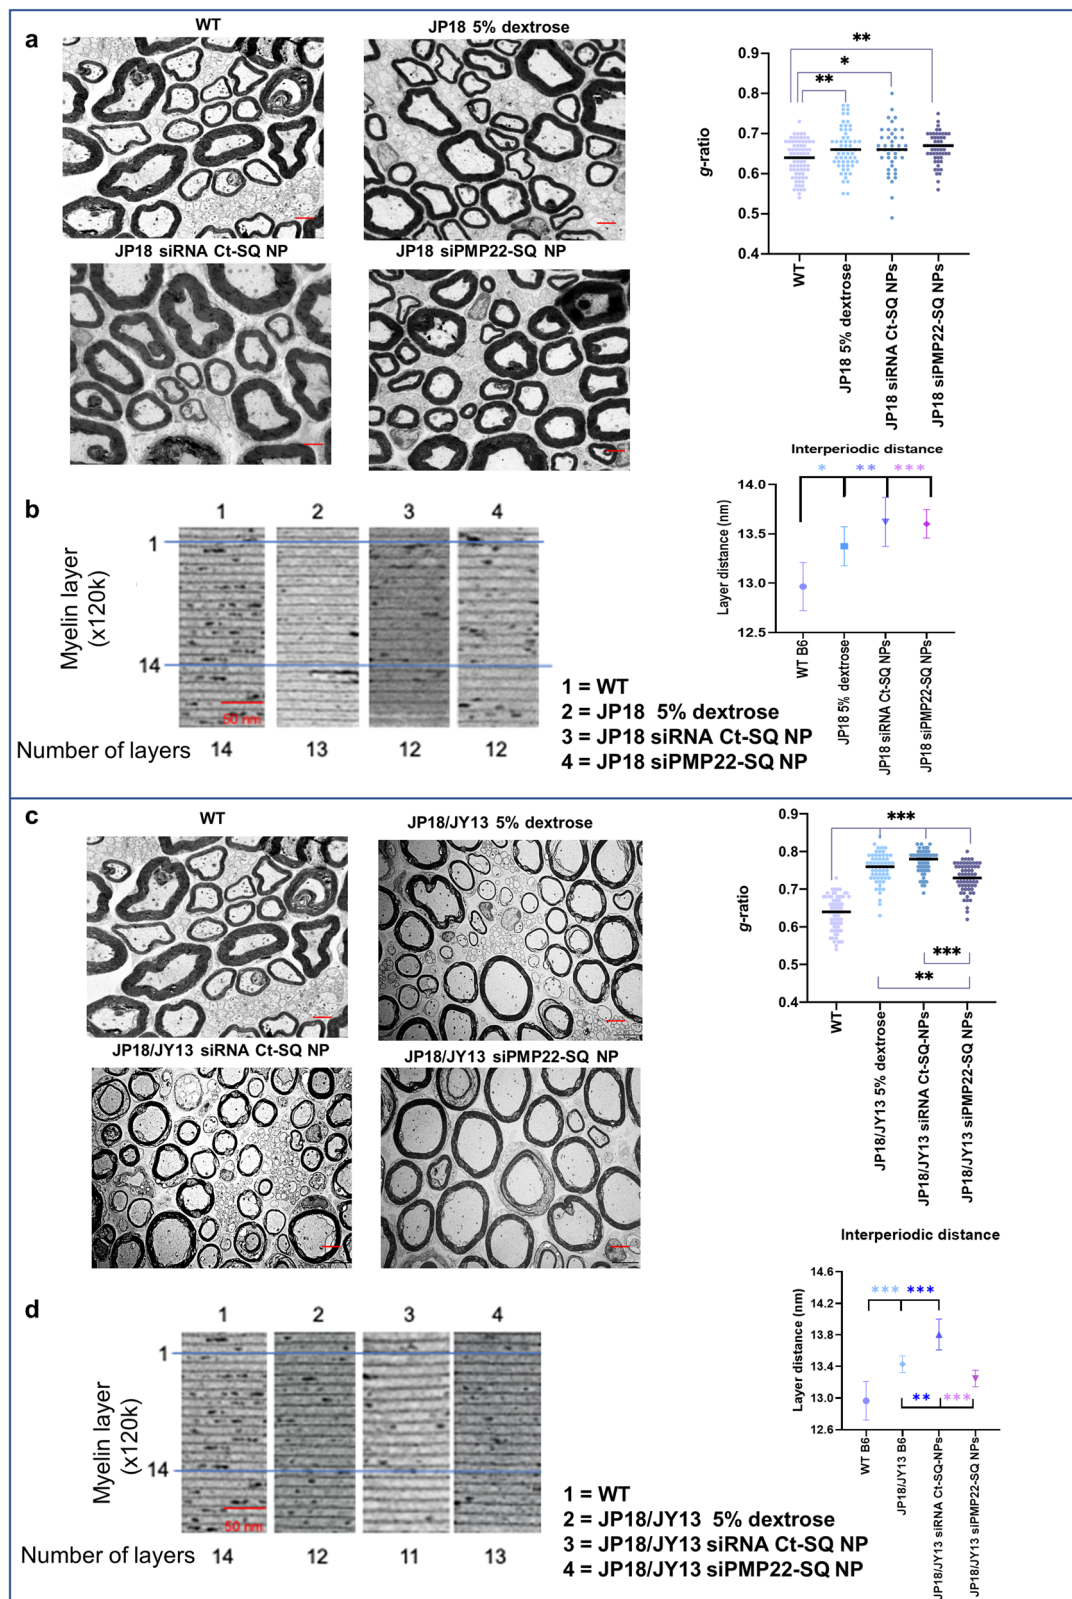 a
WT
JP18 5% dextrose
JP18 siRNA Ct-SQ NP
JP18 siPMP22-SQ NP
**
*
**
g-ratio
0.9
0.8
0.7
0.6
0.5
0.4
WT
JP18 5% dextrose
JP18 siRNA Ct-SQ NPs
JP18 siPMP22-SQ NPs
Interperiodic distance
* ** ***
Layer distance (nm)
14.0
13.5
13.0
12.5
WT B6
JP18 5% dextrose
JP18 siRNA Ct-SQ NPs
JP18 siPMP22-SQ NPs
b
1 2 3 4
Myelin layer
(x120k)
1
14
50 nm
Number of layers 14 13 12 12
1 = WT
2 = JP18 5% dextrose
3 = JP18 siRNA Ct-SQ NP
4 = JP18 siPMP22-SQ NP
c
WT
JP18/JY13 5% dextrose
JP18/JY13 siRNA Ct-SQ NP
JP18/JY13 siPMP22-SQ NP
***
***
**
g-ratio
0.9
0.8
0.7
0.6
0.5
0.4
WT
JP18/JY13 5% dextrose
JP18/JY13 siRNA Ct-SQ-NPs
JP18/JY13 siPMP22-SQ NPs
Interperiodic distance
*** ***
** ***
Layer distance (nm)
14.6
14.2
13.8
13.4
13.0
12.6
WT B6
JP18/JY13 B6
JP18/JY13 siRNA Ct-SQ-NPs
JP18/JY13 siPMP22-SQ NPs
d
1 2 3 4
Myelin layer
(x120k)
1
14
50 nm
Number of layers 14 12 11 13
1 = WT
2 = JP18/JY13 5% dextrose
3 = JP18/JY13 siRNA Ct-SQ NP
4 = JP18/JY13 siPMP22-SQ NP